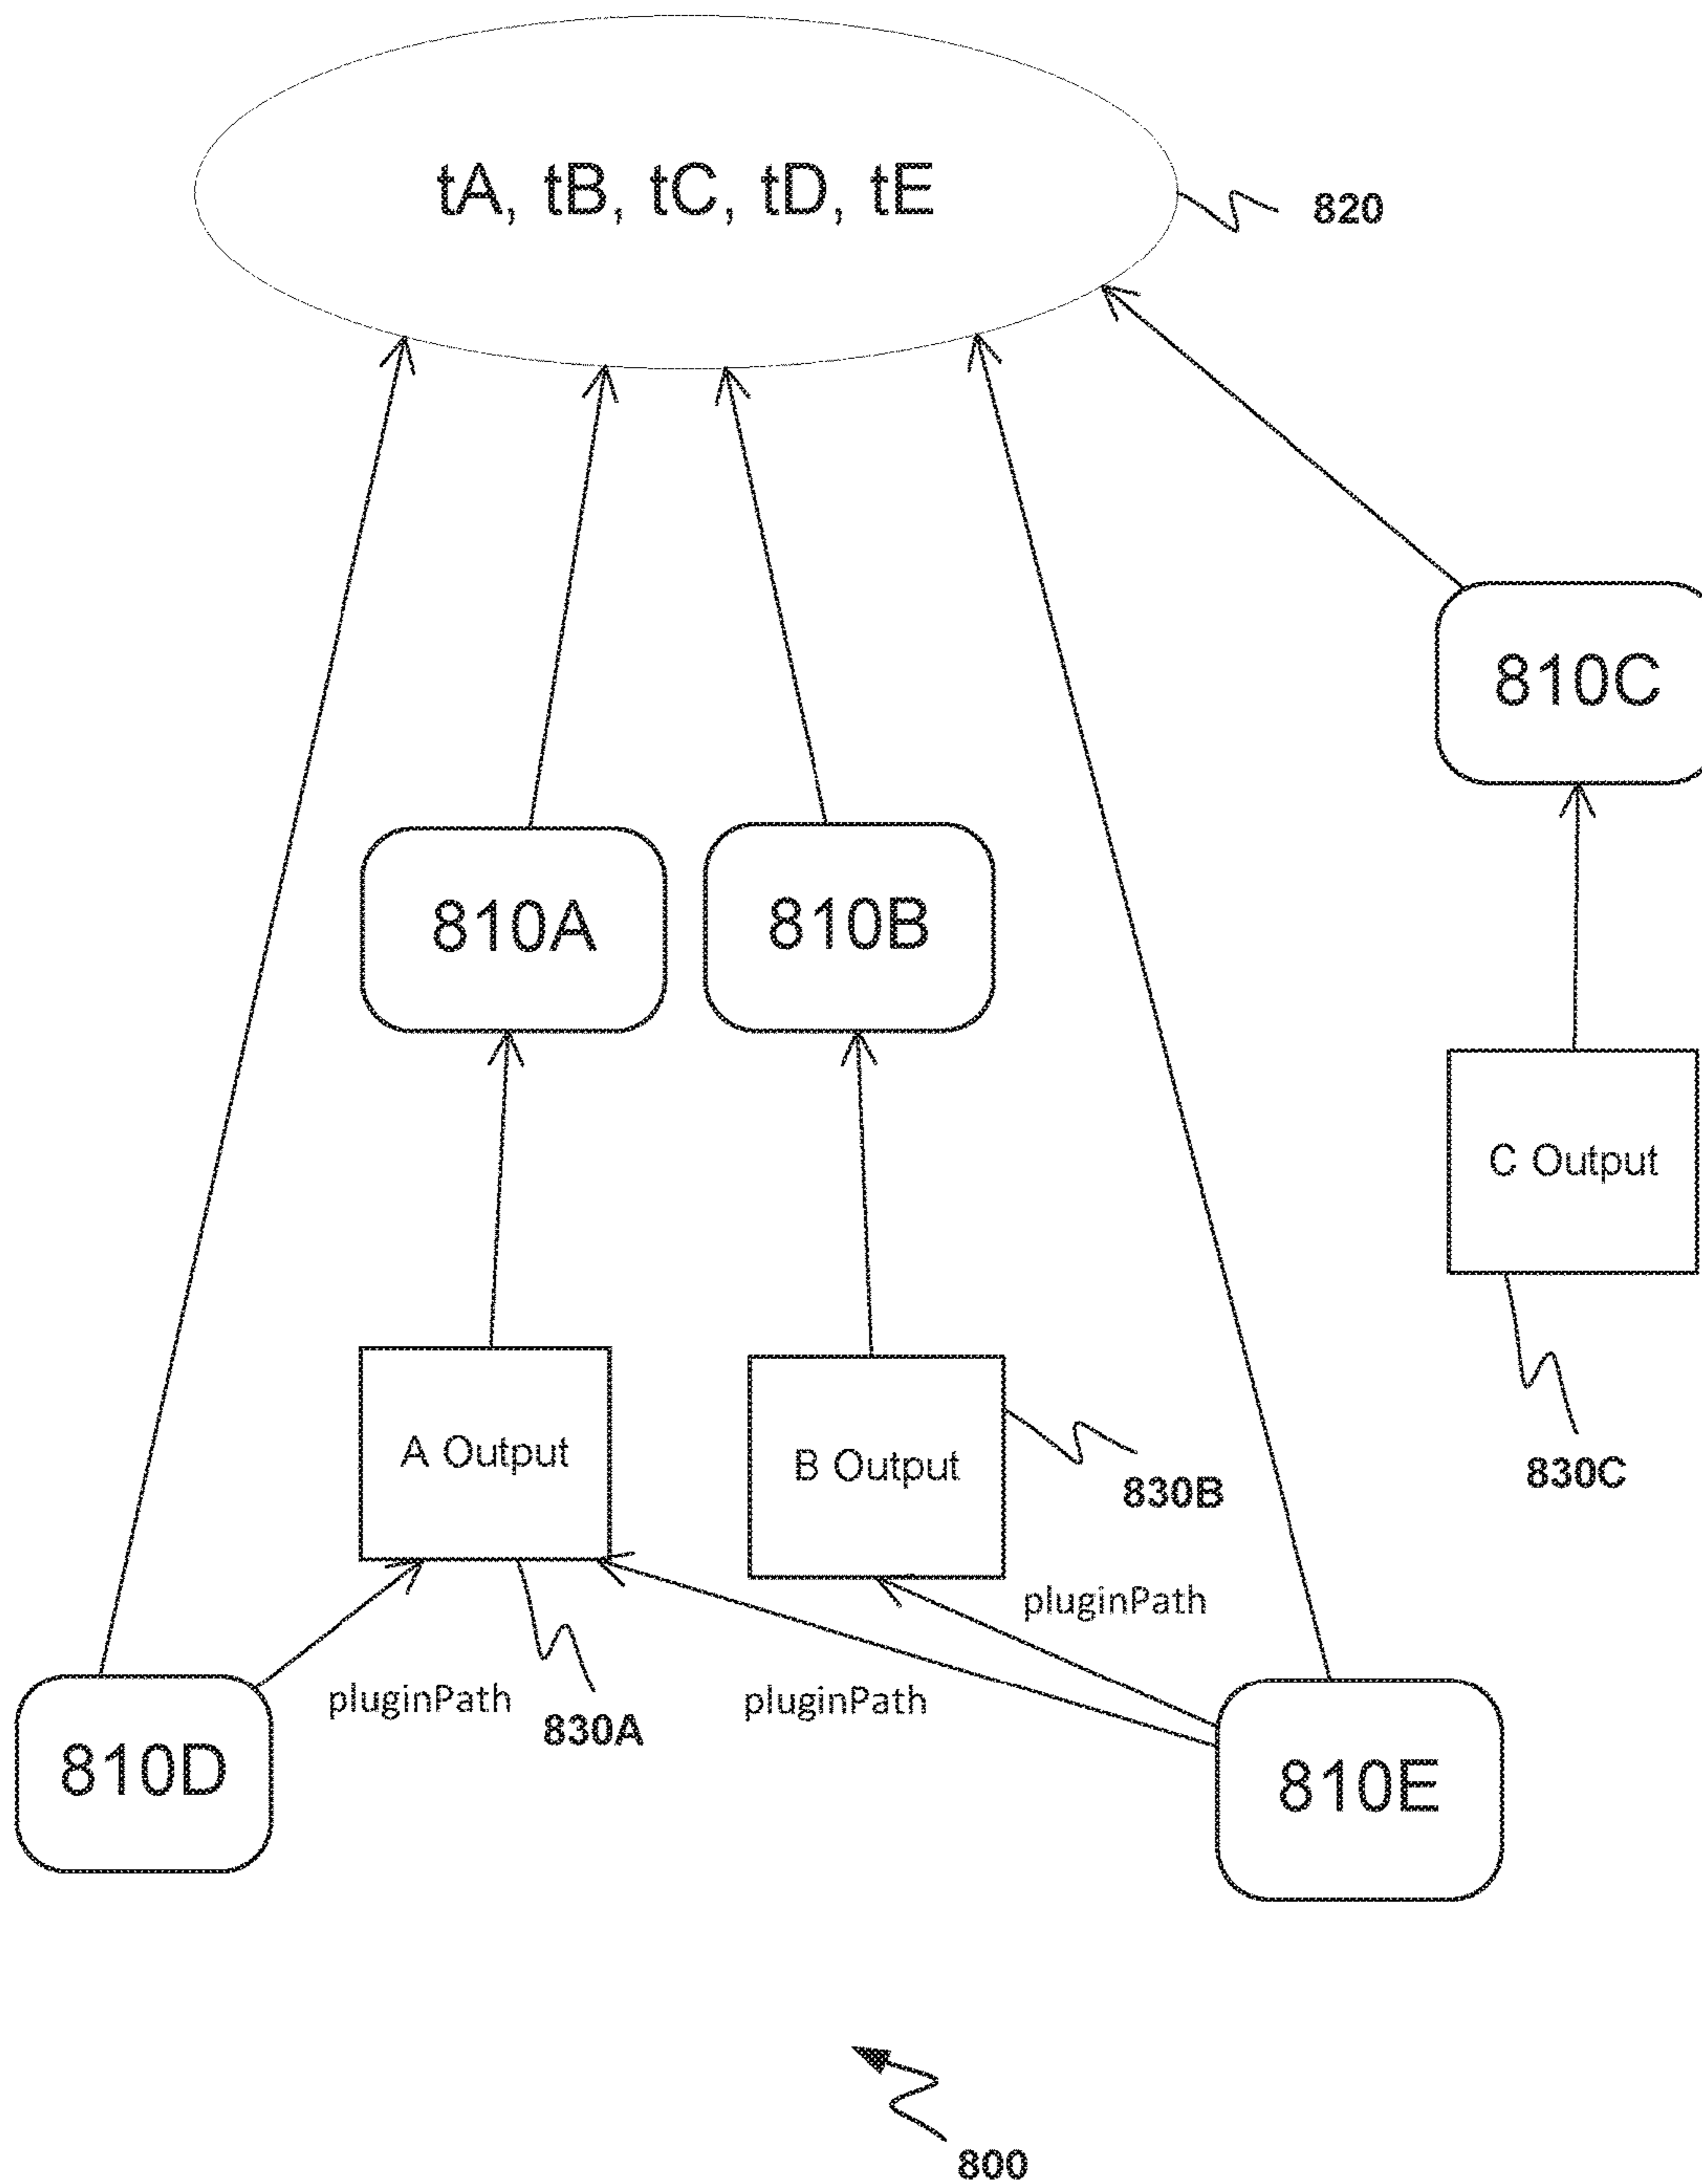 tA, tB, tC, tD, tE
820
810C
810A
810B
C Output
A Output
B Output
830B
830C
pluginPath
pluginPath
pluginPath
830A
810D
810E
800